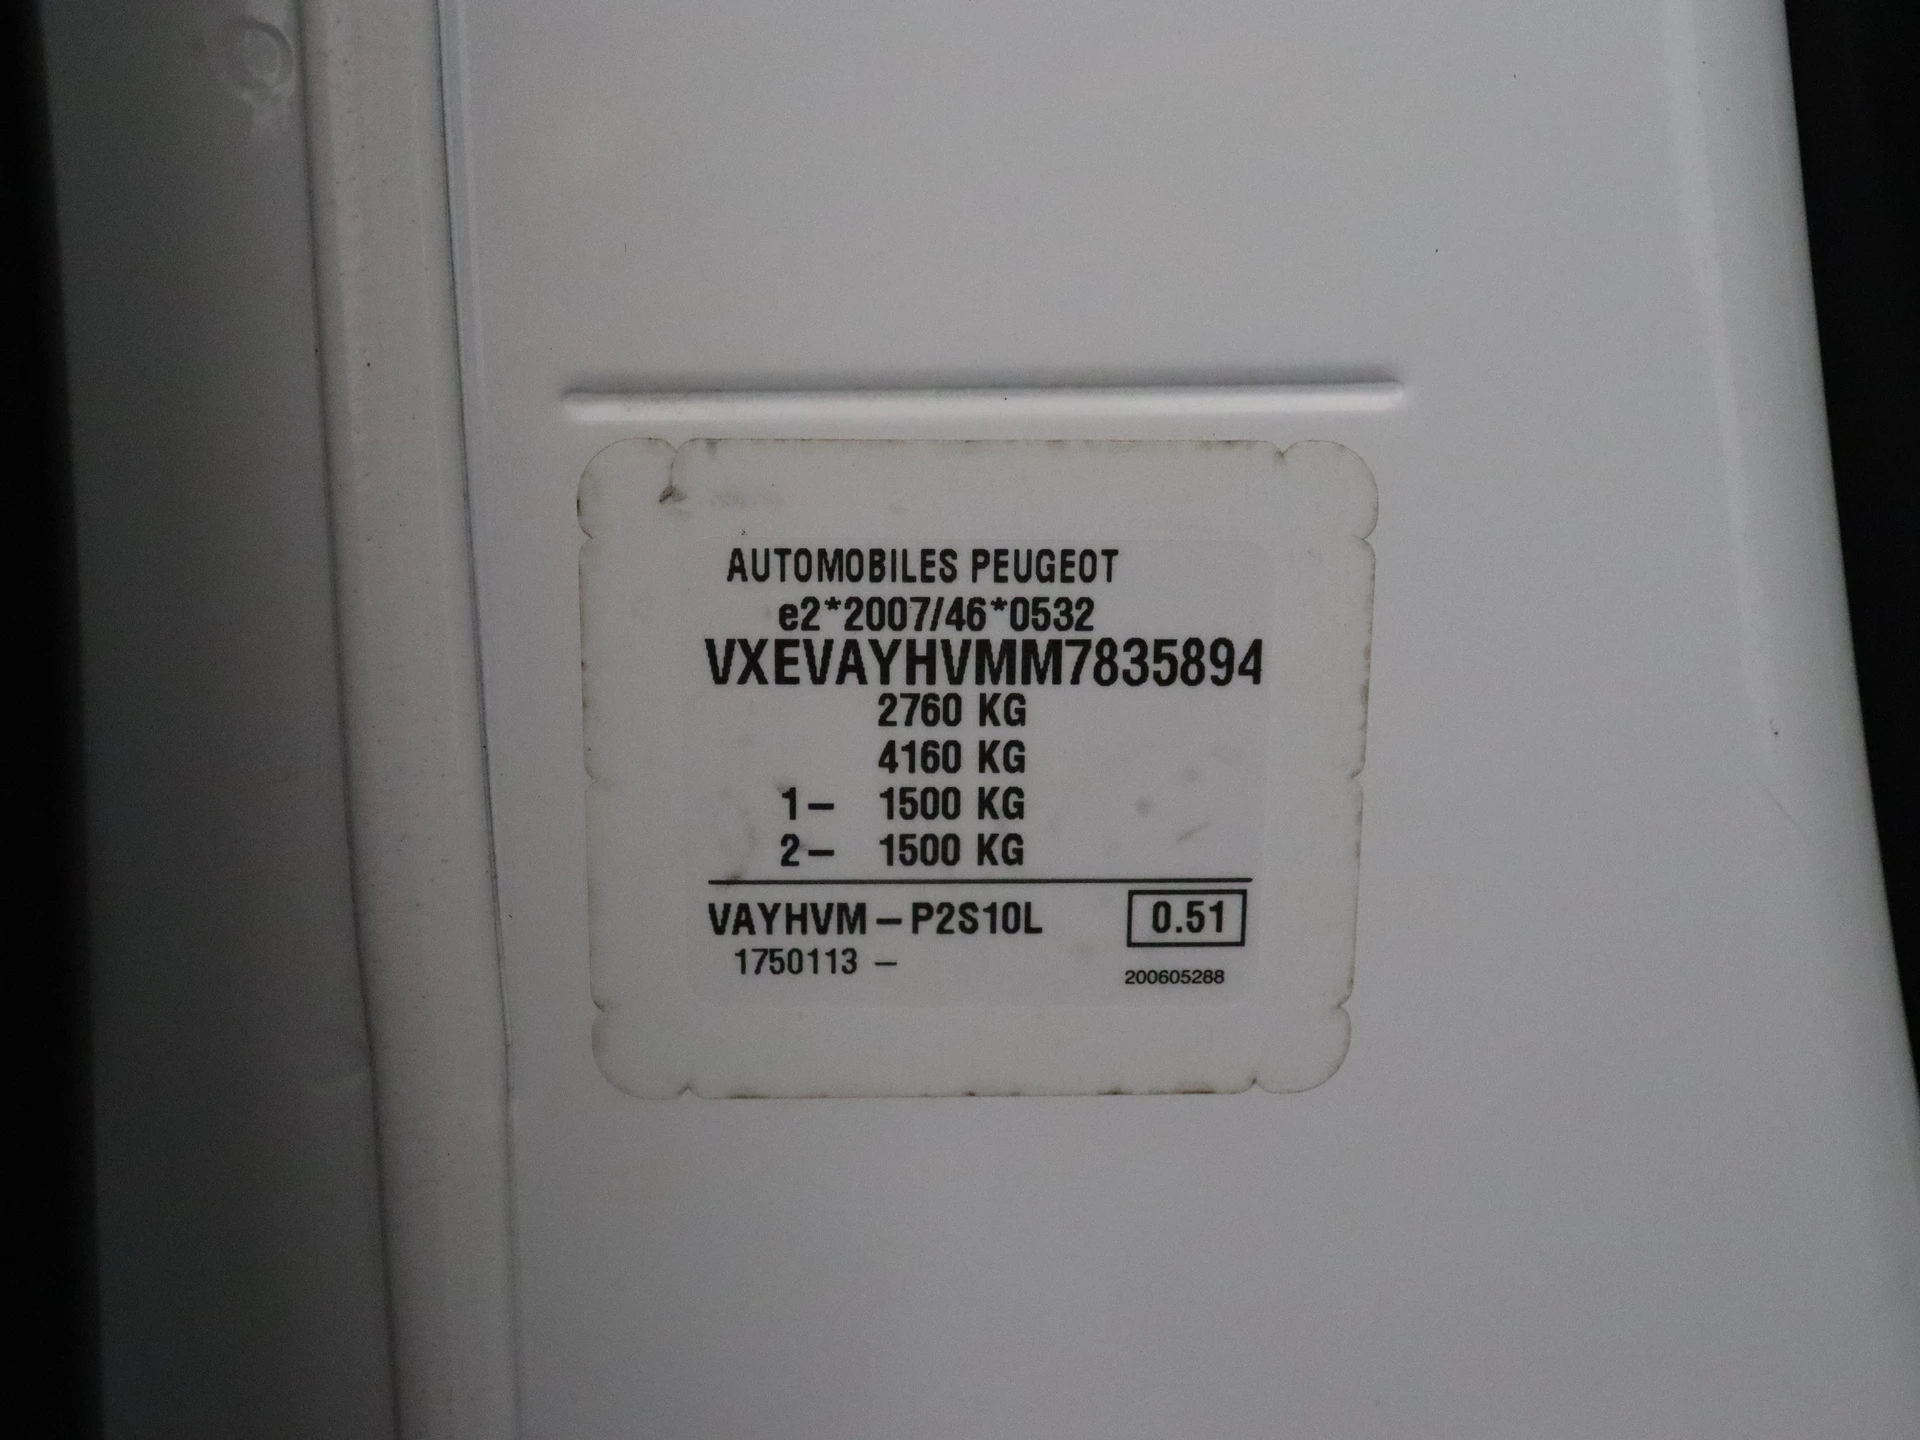 AUTOMOBILES PEUGEOT
e2*2007/46*0532
VXEVAYHVMM7835894
2760 KG
4160 KG
1– 1500 KG
2– 1500 KG
VAYHVM – P2S10L 0.51
1750113 – 200605288